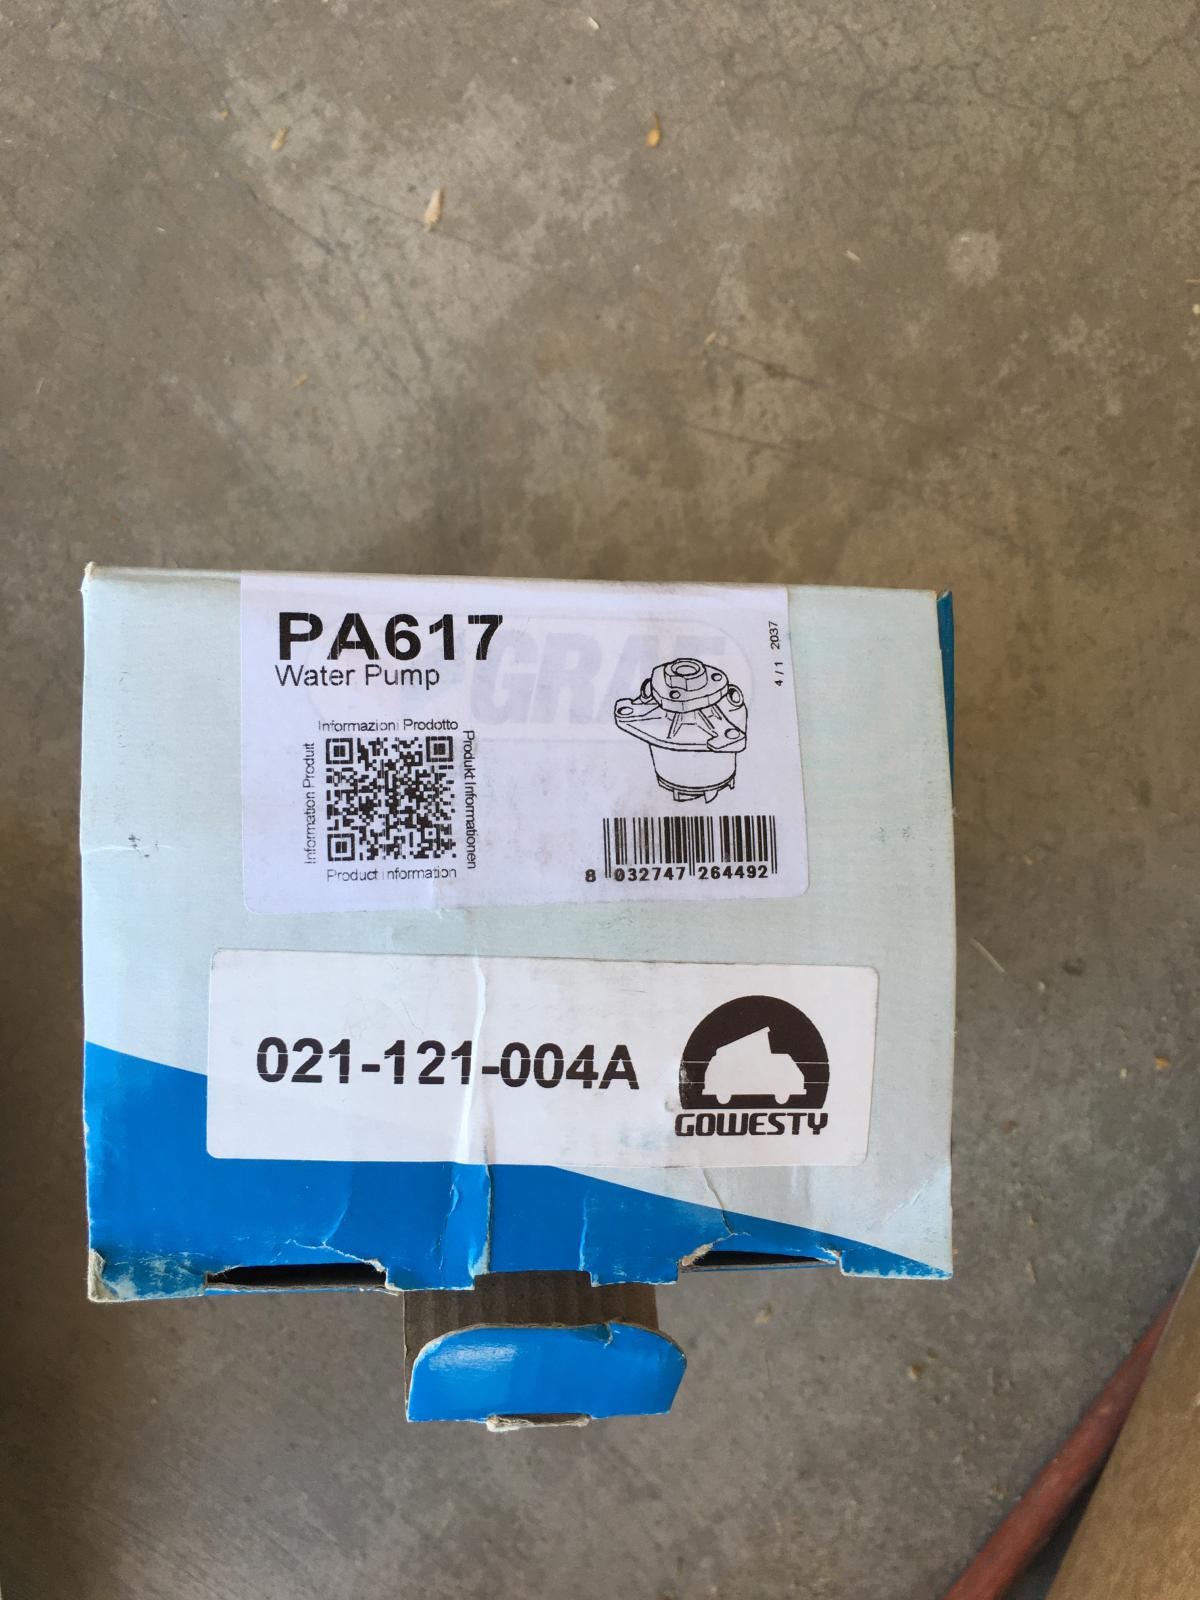 PA617
Water Pump
GRAF
4 / 1 2037
Informazioni Prodotto
Information Produit
Produkt Informationen
Product information
8 032747 264492
021-121-004A
GOWESTY